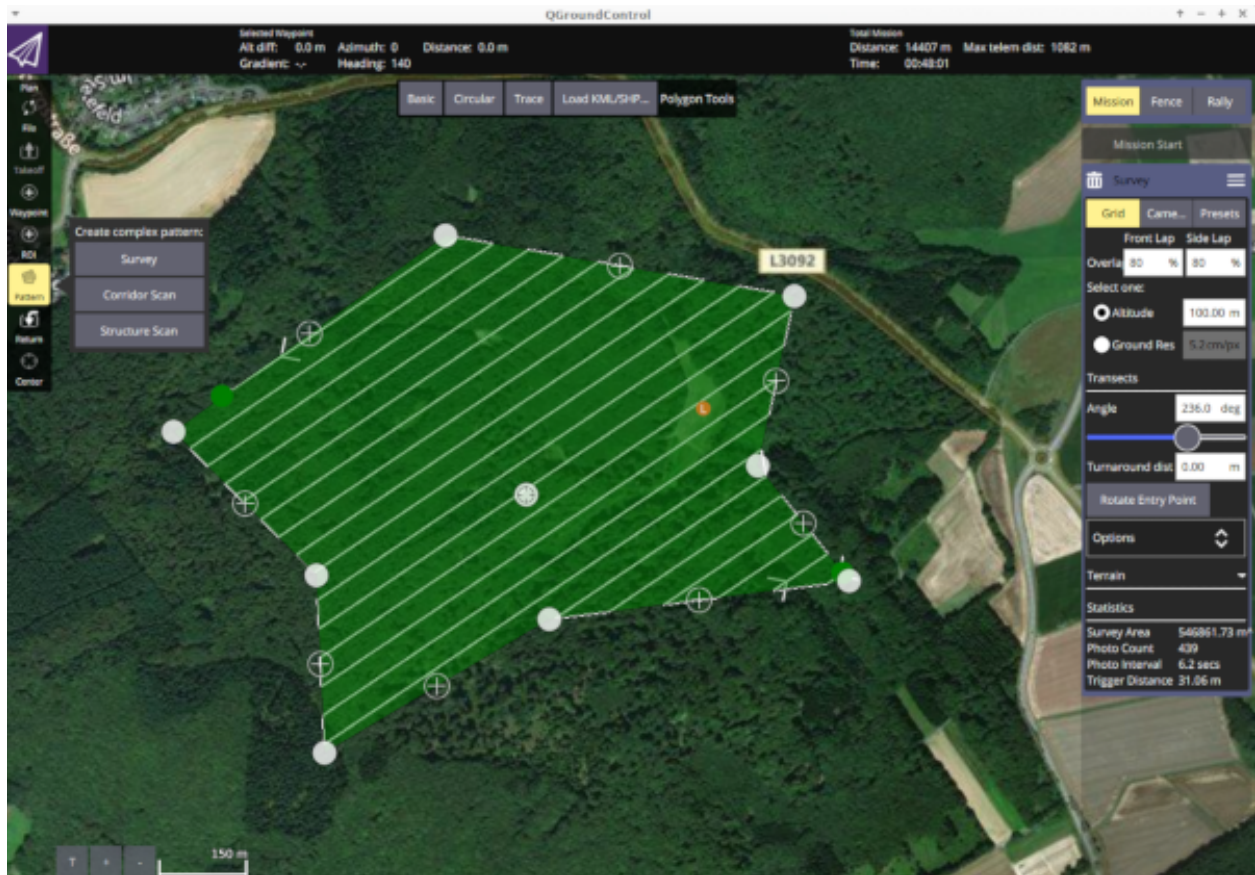 QGroundControl
Selected Waypoint
Alt diff: 0.0 m Azimuth: 0 Distance: 0.0 m
Gradient: -.- Heading: 140
Total Mission
Distance: 14407 m Max telem dist: 1082 m
Time: 00:48:01
Plan
File
Takeoff
Waypoint
ROI
Pattern
Return
Center
Basic Circular Trace Load KML/SHP... Polygon Tools
Create complex pattern:
Survey
Corridor Scan
Structure Scan
L3092
Mission Fence Rally
Mission Start
Survey
Grid Came... Presets
Front Lap Side Lap
Overla 80 % 80 %
Select one:
Altitude 100.00 m
Ground Res 5.2 cm/px
Transects
Angle 236.0 deg
Turnaround dist 0.00 m
Rotate Entry Point
Options
Terrain
Statistics
Survey Area 546861.73 m²
Photo Count 439
Photo Interval 6.2 secs
Trigger Distance 31.06 m
L
T + -
150 m